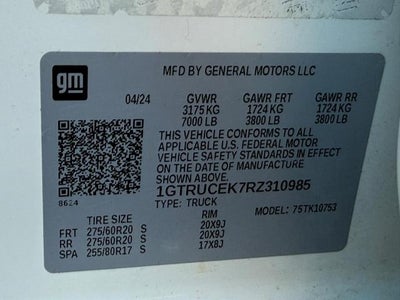 gm
MFD BY GENERAL MOTORS LLC
04/24 GVWR GAWR FRT GAWR RR
3175 KG 1724 KG 1724 KG
7000 LB 3800 LB 3800 LB
THIS VEHICLE CONFORMS TO ALL
APPLICABLE U.S. FEDERAL MOTOR
VEHICLE SAFETY STANDARDS IN EFFECT
ON THE DATE OF MANUFACTURE
SHOWN ABOVE.
1GTRUCEK7RZ310985
8624
TYPE: TRUCK MODEL: 75TK10753
TIRE SIZE RIM
FRT 275/60R20 S 20X9J
RR 275/60R20 S 20X9J
SPA 255/80R17 S 17X8J